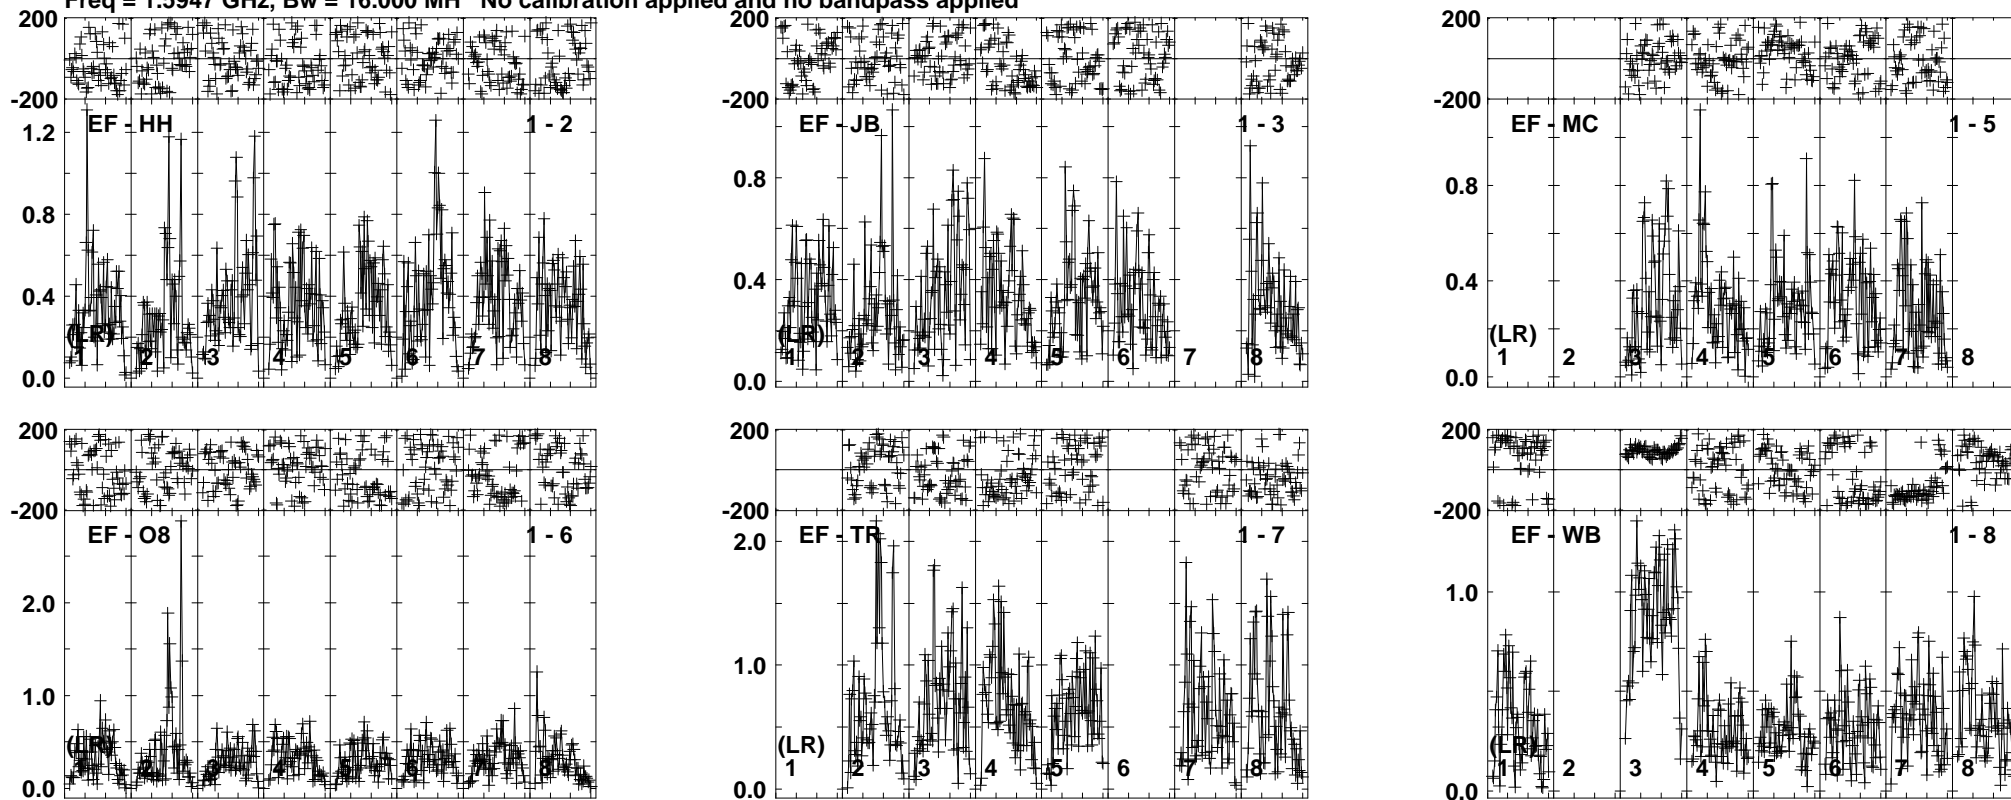 Freq = 1.5947 GHz, Bw = 16.000 MH No calibration applied and no bandpass applied
200
-200
EF - HH 1 - 2
1.2
0.8
0.4
0.0
(LR)
1 2 3 4 5 6 7 8
200
-200
EF - JB 1 - 3
0.8
0.4
0.0
(LR)
1 2 3 4 5 6 7 8
200
-200
EF - MC 1 - 5
0.8
0.4
0.0
(LR)
1 2 3 4 5 6 7 8
200
-200
EF - O8 1 - 6
2.0
1.0
0.0
(LR)
1 2 3 4 5 6 7 8
200
-200
EF - TR 1 - 7
2.0
1.0
0.0
(LR)
1 2 3 4 5 6 7 8
200
-200
EF - WB 1 - 8
1.0
0.0
(LR)
1 2 3 4 5 6 7 8